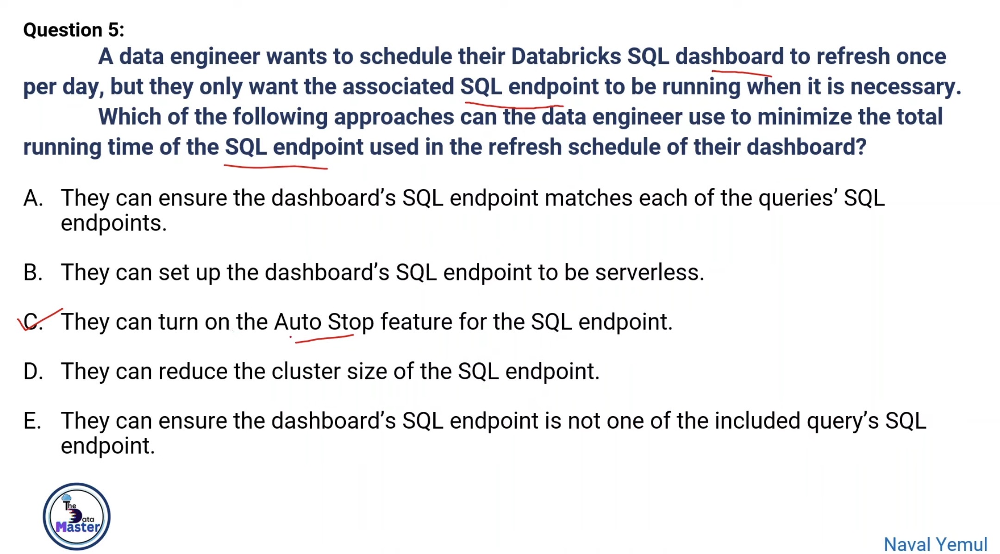 Question 5:
A data engineer wants to schedule their Databricks SQL dashboard to refresh once
per day, but they only want the associated SQL endpoint to be running when it is necessary.
Which of the following approaches can the data engineer use to minimize the total
running time of the SQL endpoint used in the refresh schedule of their dashboard?
A. They can ensure the dashboard’s SQL endpoint matches each of the queries’ SQL
endpoints.
B. They can set up the dashboard’s SQL endpoint to be serverless.
C. They can turn on the Auto Stop feature for the SQL endpoint.
D. They can reduce the cluster size of the SQL endpoint.
E. They can ensure the dashboard’s SQL endpoint is not one of the included query’s SQL
endpoint.
The
Data
Master
Naval Yemul